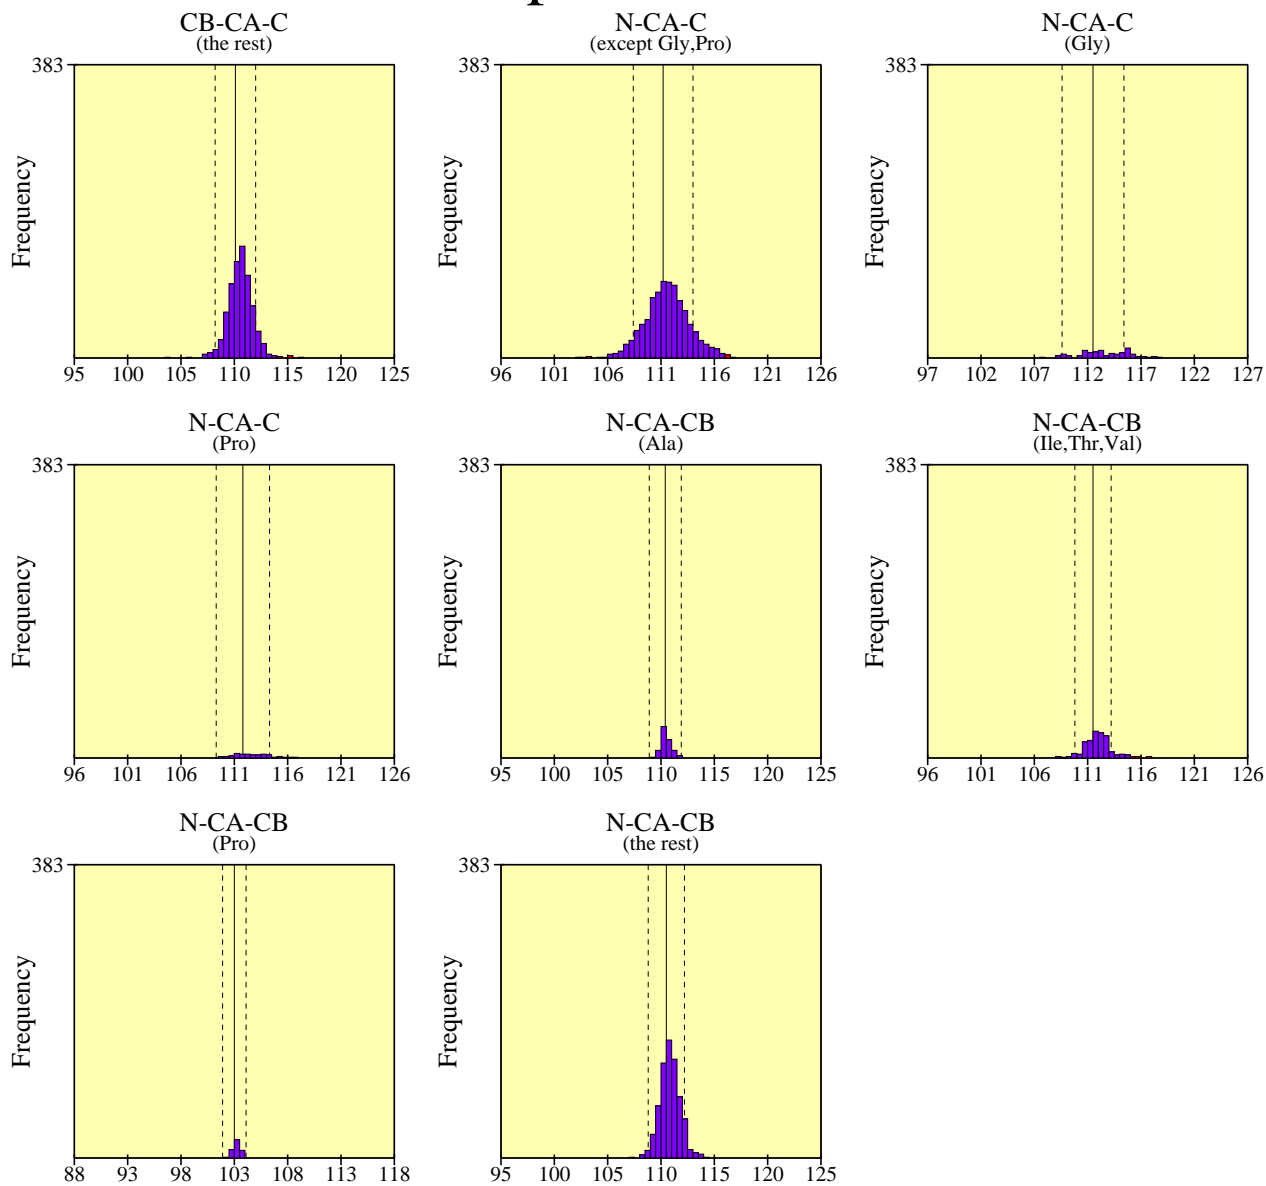 CB-CA-C N-CA-C N-CA-C
(the rest) (except Gly,Pro) (Gly)
383 383 383
Frequency Frequency Frequency
95 100 105 110 115 120 125 96 101 106 111 116 121 126 97 102 107 112 117 122 127
N-CA-C N-CA-CB N-CA-CB
(Pro) (Ala) (Ile,Thr,Val)
383 383 383
Frequency Frequency Frequency
96 101 106 111 116 121 126 95 100 105 110 115 120 125 96 101 106 111 116 121 126
N-CA-CB N-CA-CB
(Pro) (the rest)
383 383
Frequency Frequency
88 93 98 103 108 113 118 95 100 105 110 115 120 125